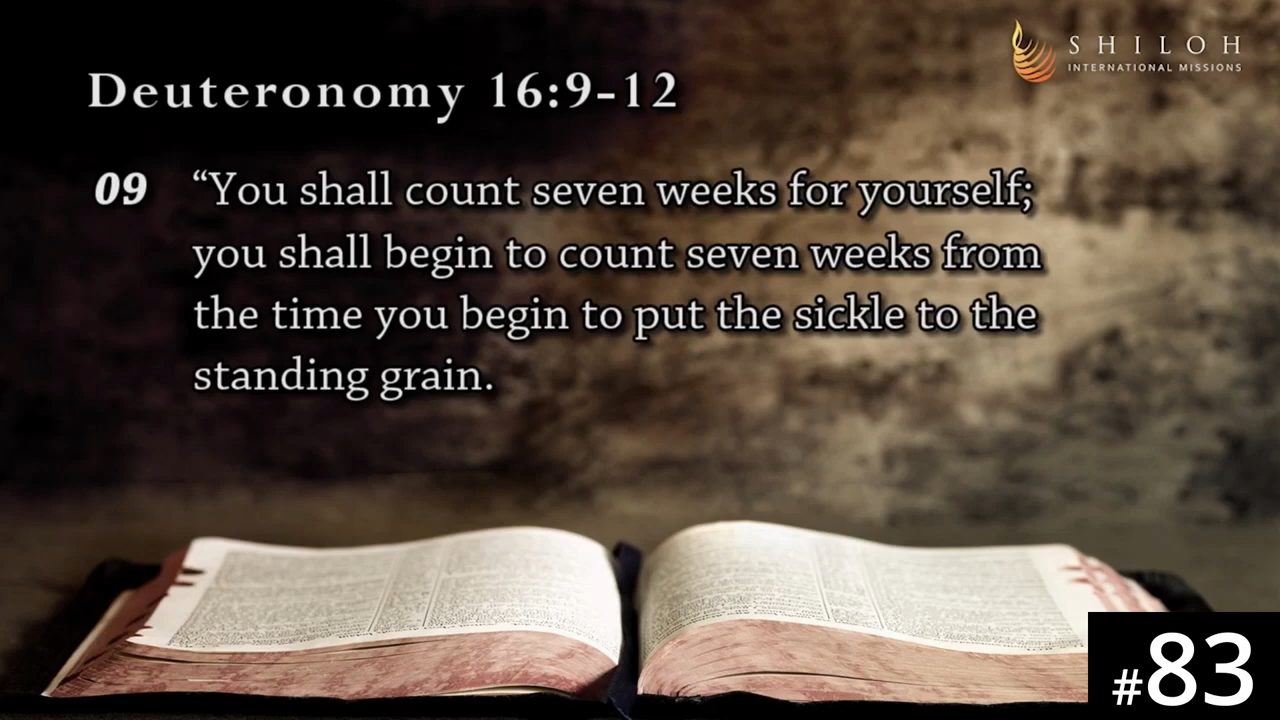 SHILOH
INTERNATIONAL MISSIONS
Deuteronomy 16:9-12
09 “You shall count seven weeks for yourself;
you shall begin to count seven weeks from
the time you begin to put the sickle to the
standing grain.
#83